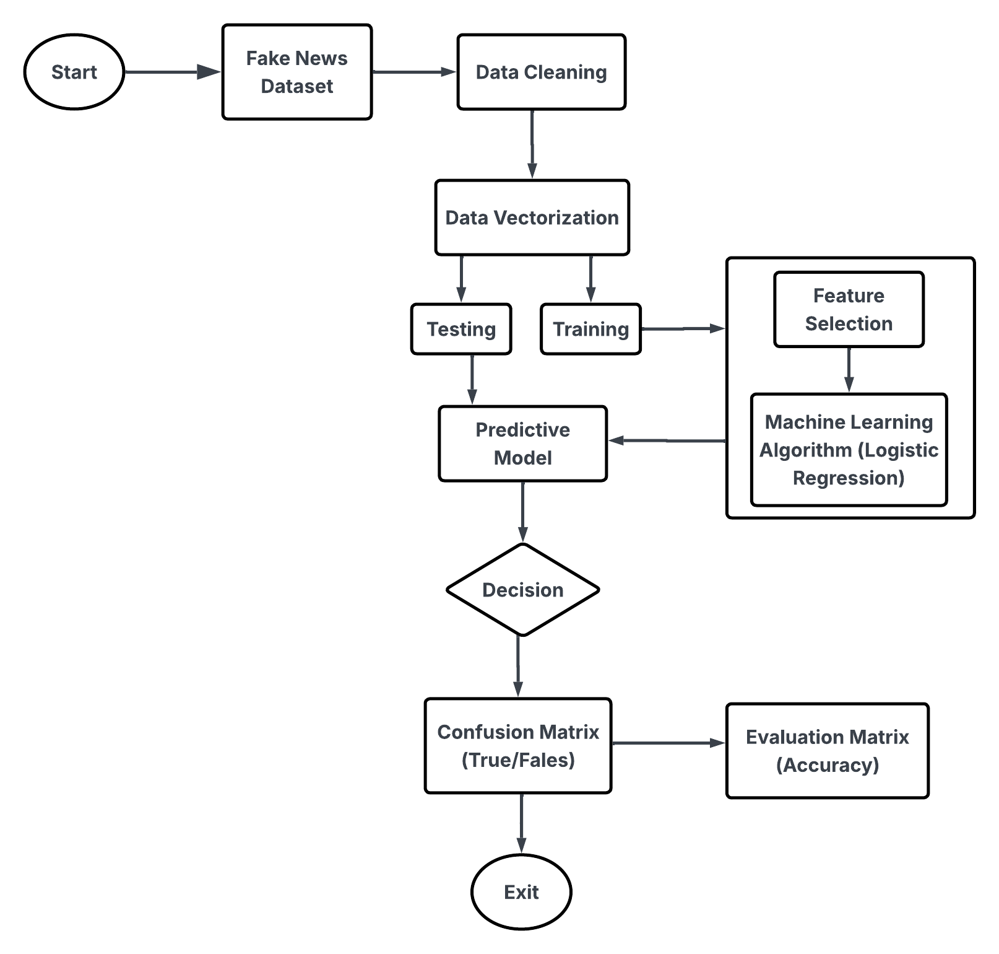 Start
Fake News
Dataset
Data Cleaning
Data Vectorization
Testing
Training
Feature
Selection
Machine Learning
Algorithm (Logistic
Regression)
Predictive
Model
Decision
Confusion Matrix
(True/Fales)
Evaluation Matrix
(Accuracy)
Exit